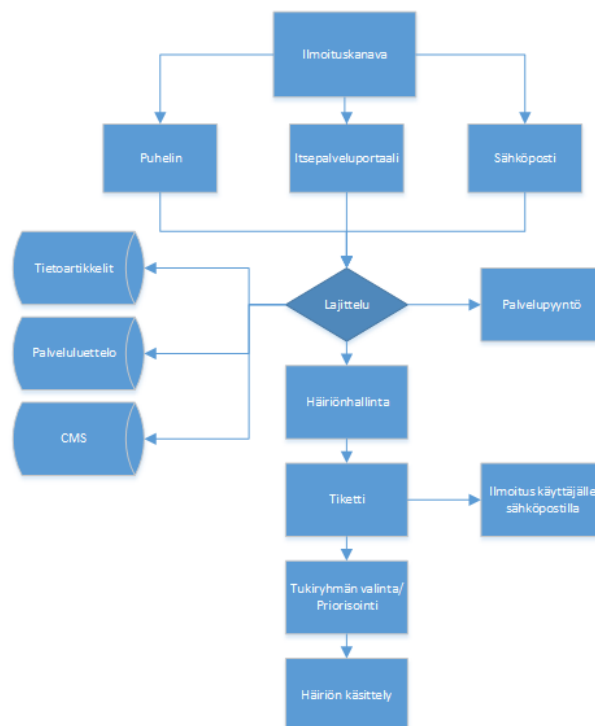 Ilmoituskanava
Puhelin
Itsepalveluportaali
Sähköposti
Tietoartikkelit
Lajittelu
Palvelupyyntö
Palveluluettelo
Häiriönhallinta
CMS
Tiketti
Ilmoitus käyttäjälle
sähköpostilla
Tukiryhmän valinta/
Priorisointi
Häiriön käsittely